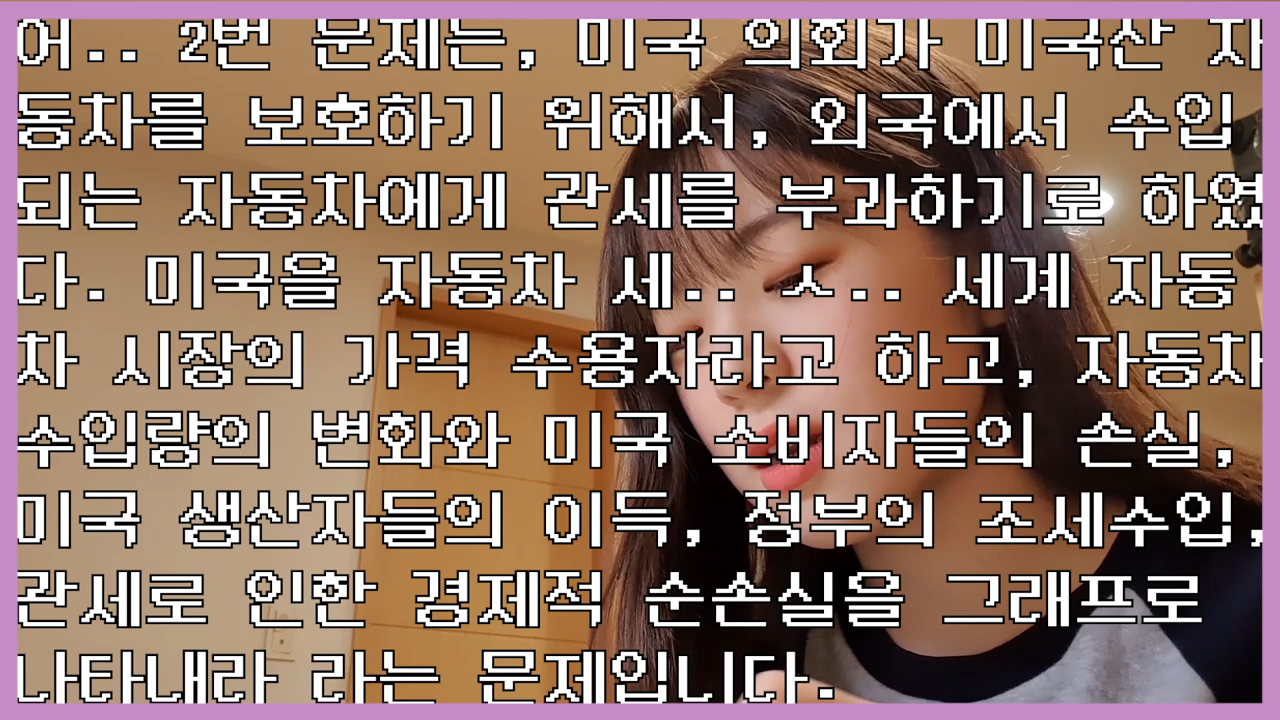 어.. 2번 문제는, 미국 의회가 미국산 자
동차를 보호하기 위해서, 외국에서 수입
되는 자동차에게 관세를 부과하기로 하였
다. 미국을 자동차 세.. ㅅ.. 세계 자동
차 시장의 가격 수용자라고 하고, 자동차
수입량의 변화와 미국 소비자들의 손실,
미국 생산자들의 이득, 정부의 조세수입,
관세로 인한 경제적 순손실을 그래프로
나타내라 라는 문제입니다.